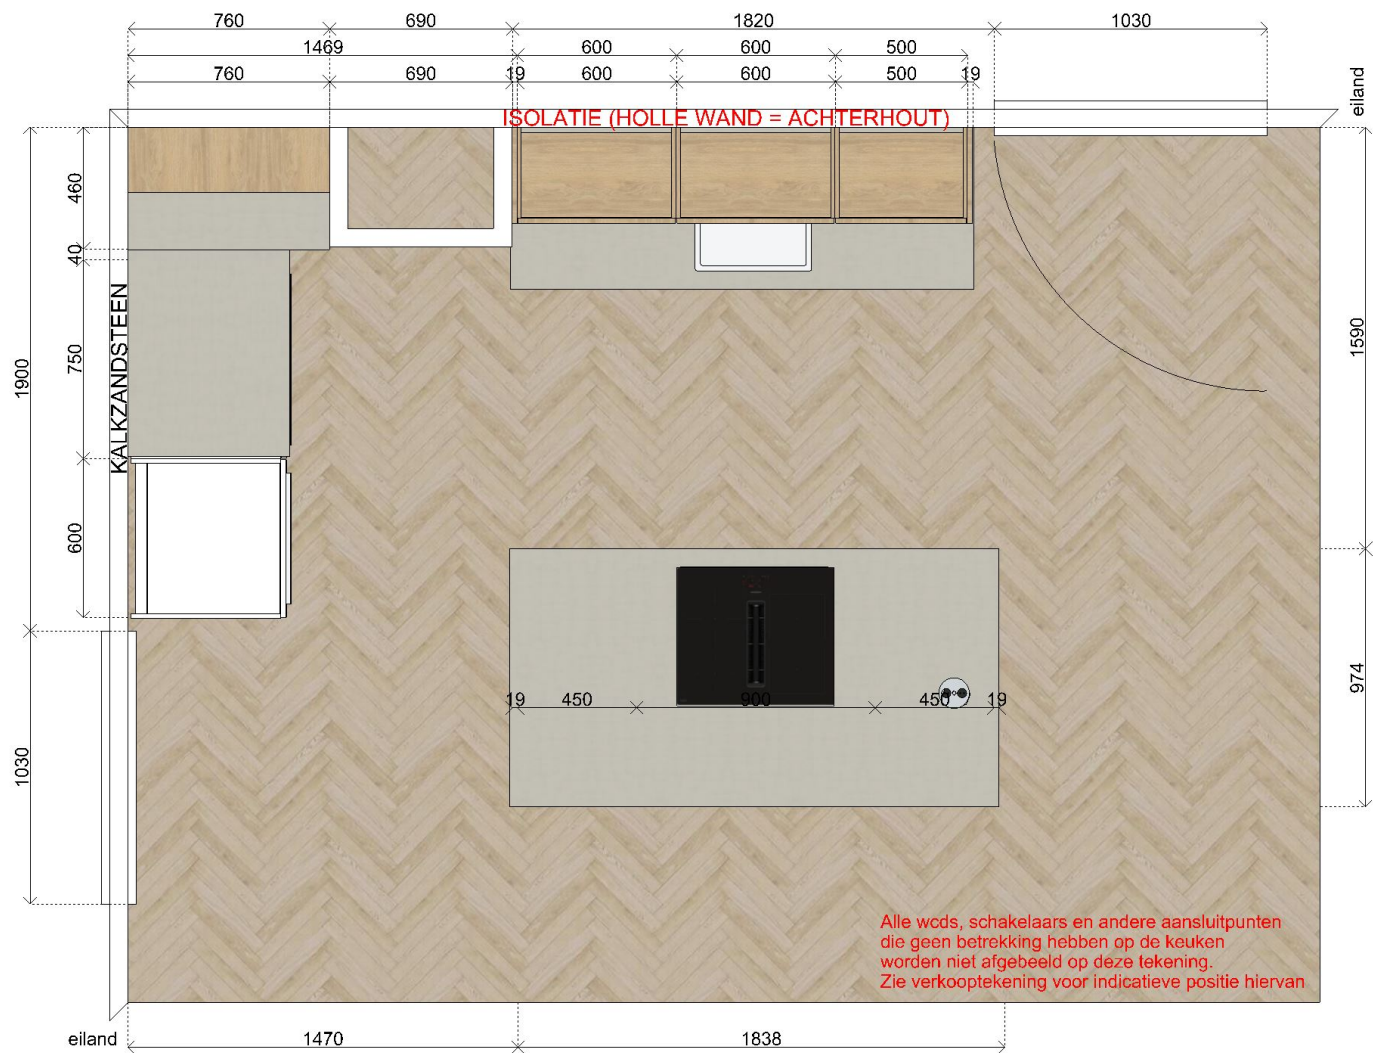 760 690 1820 1030
1469 600 600 500
760 690 19 600 600 500 19
eiland
ISOLATIE (HOLLE WAND = ACHTERHOUT)
460
40
KALKZANDSTEEN
750
1900
600
1030
1590
974
19 450 900 450 19
Alle wcds, schakelaars en andere aansluitpunten
die geen betrekking hebben op de keuken
worden niet afgebeeld op deze tekening.
Zie verkooptekening voor indicatieve positie hiervan
eiland 1470 1838